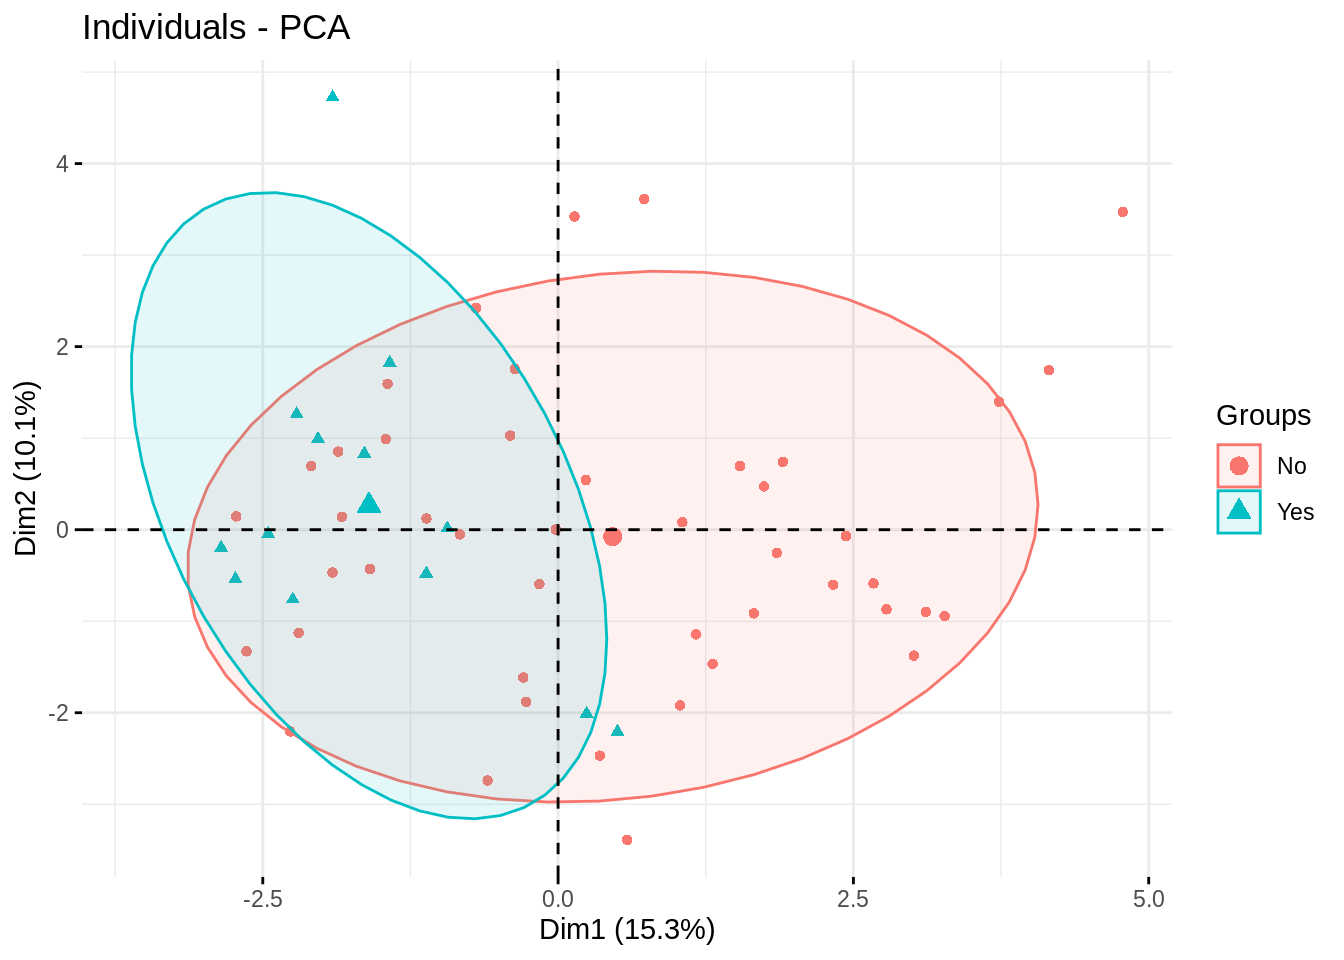 Individuals - PCA
4
2
0
-2
Dim2 (10.1%)
-2.5
0.0
2.5
5.0
Dim1 (15.3%)
Groups
No
Yes